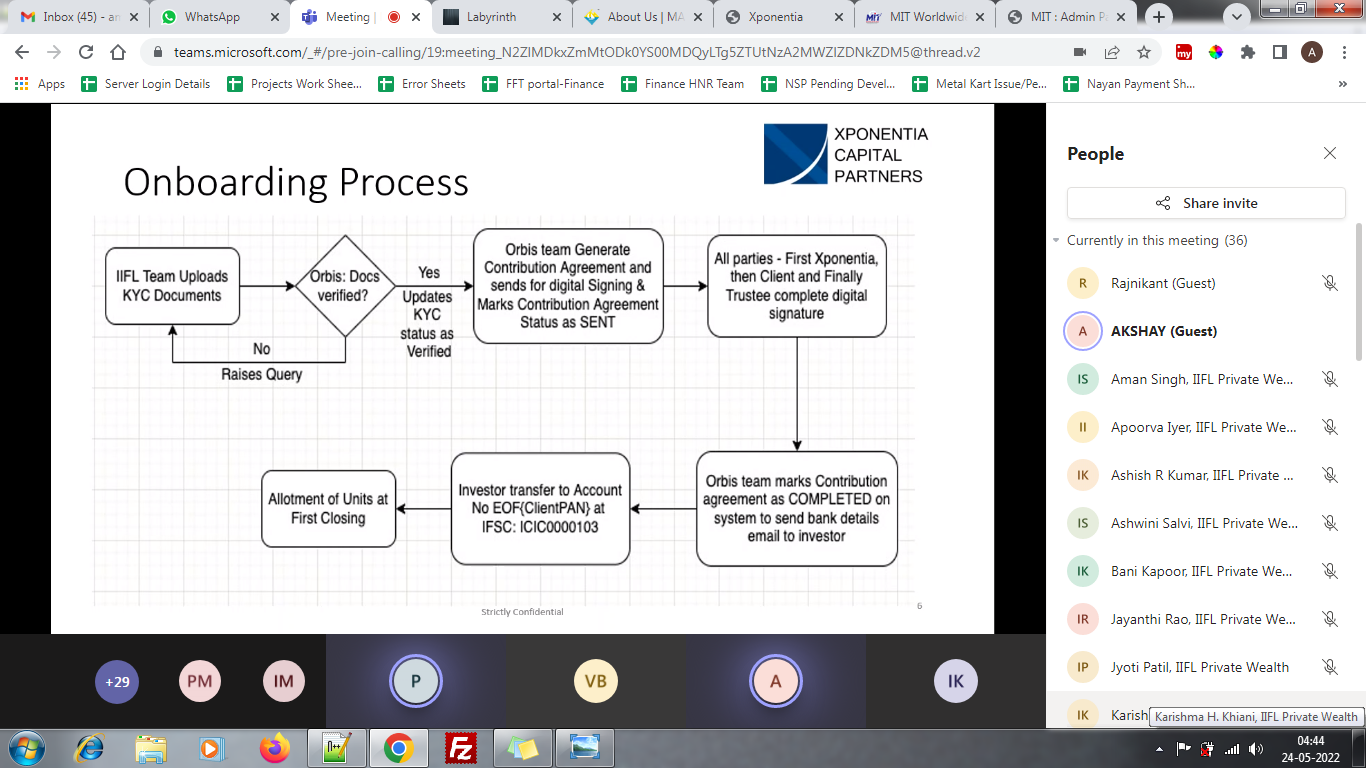 Inbox (45) - an
WhatsApp
Meeting |
Labyrinth
About Us | MA
Xponentia
MIT Worldwid
MIT : Admin Pa
teams.microsoft.com/_#/pre-join-calling/19:meeting_N2ZlMDkxZmMtODk0YS00MDQyLTg5ZTUtNzA2MWZlZDNkZDM5@thread.v2
my
A
Apps
Server Login Details
Projects Work Shee...
Error Sheets
FFT portal-Finance
Finance HNR Team
NSP Pending Devel...
Metal Kart Issue/Pe...
Nayan Payment Sh...
»
XPONENTIA
CAPITAL
PARTNERS
Onboarding Process
IIFL Team Uploads
KYC Documents
Orbis: Docs
verified?
Yes
Updates
KYC
status as
Verified
No
Raises Query
Orbis team Generate
Contribution Agreement and
sends for digital Signing &
Marks Contribution Agreement
Status as SENT
All parties - First Xponentia,
then Client and Finally
Trustee complete digital
signature
Orbis team marks Contribution
agreement as COMPLETED on
system to send bank details
email to investor
Investor transfer to Account
No EOF{ClientPAN} at
IFSC: ICIC0000103
Allotment of Units at
First Closing
Strictly Confidential
6
+29
PM
IM
P
VB
A
IK
People
Share invite
Currently in this meeting (36)
R
Rajnikant (Guest)
A
AKSHAY (Guest)
IS
Aman Singh, IIFL Private We...
II
Apoorva Iyer, IIFL Private We...
IK
Ashish R Kumar, IIFL Private ...
IS
Ashwini Salvi, IIFL Private We...
IK
Bani Kapoor, IIFL Private We...
IR
Jayanthi Rao, IIFL Private We...
IP
Jyoti Patil, IIFL Private Wealth
IK
Karish
Karishma H. Khiani, IIFL Private Wealth
04:44
24-05-2022